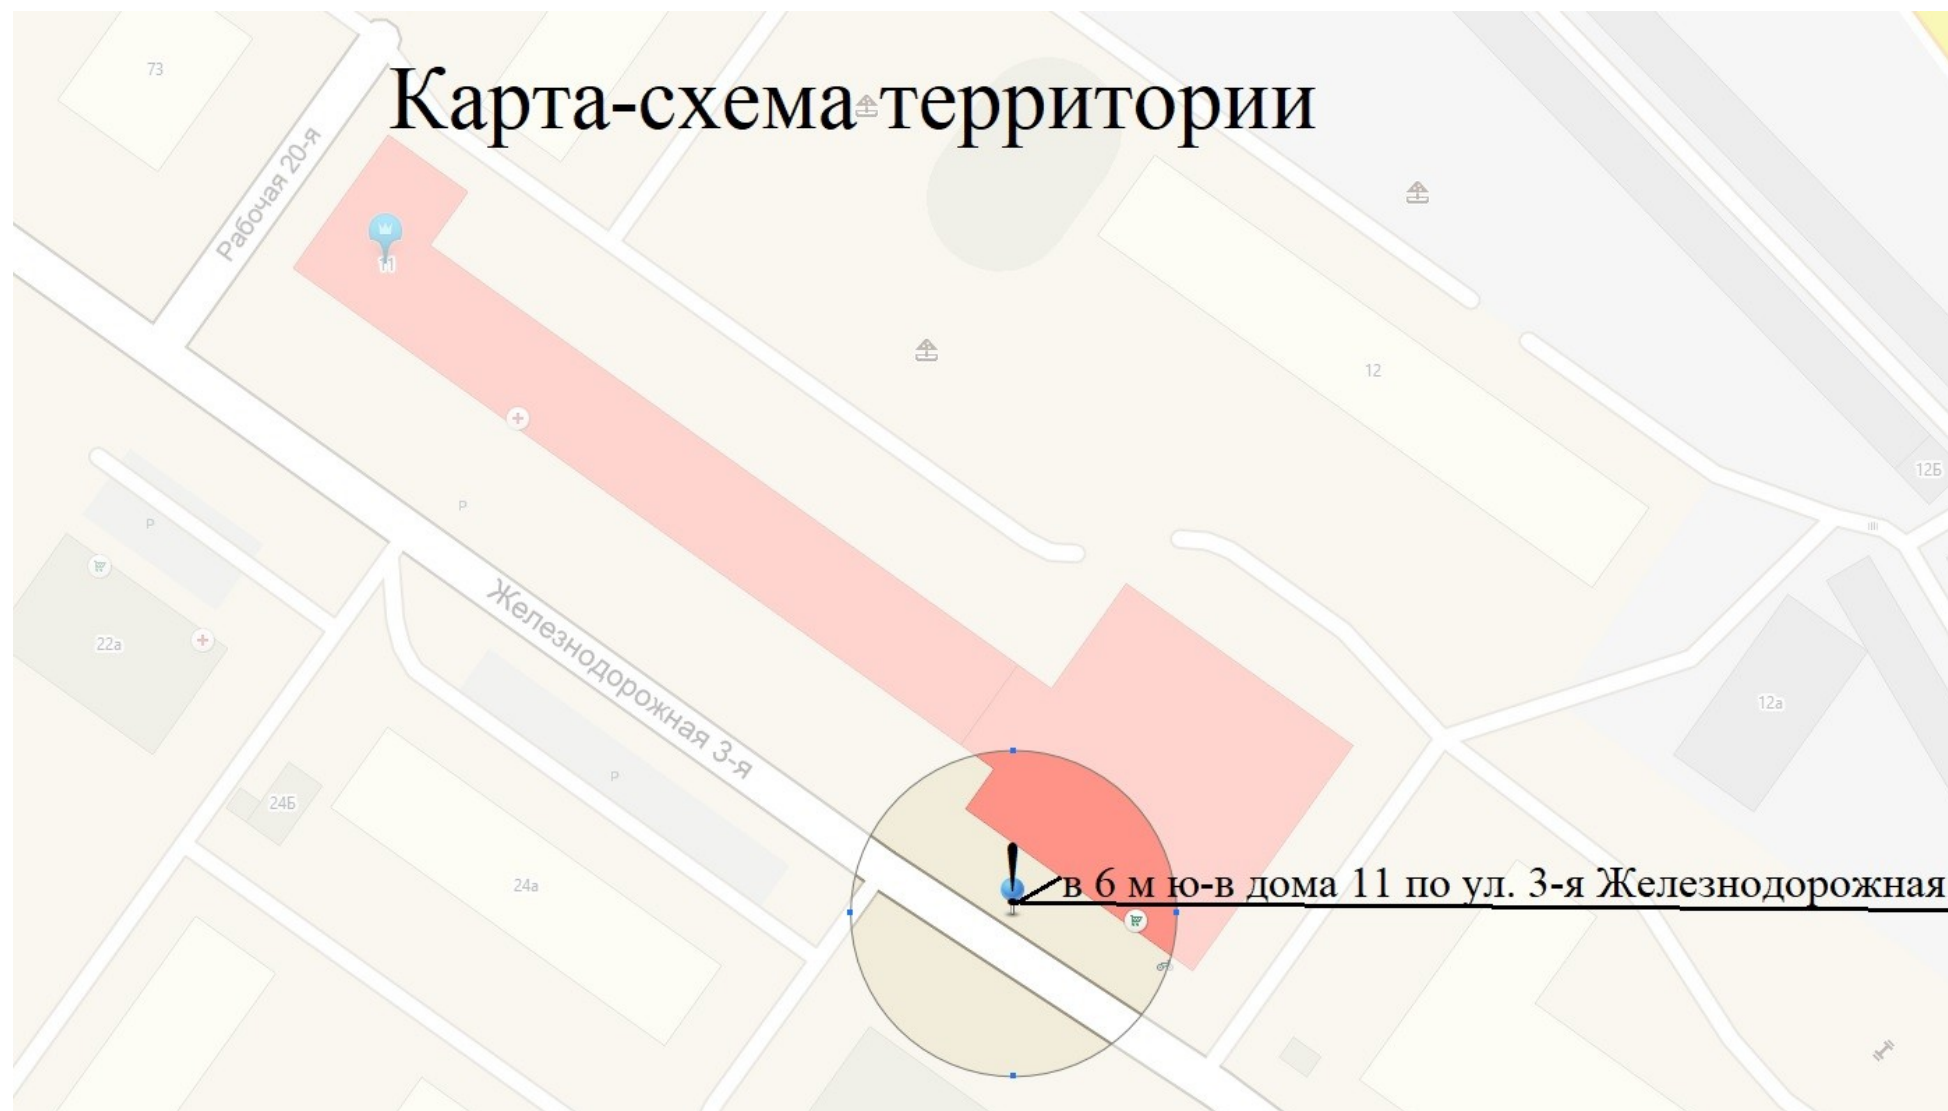 73
Карта-схема территории
Рабочая 20-я
11
12
12Б
P
P
22а
Железнодорожная 3-я
12а
P
24Б
24а
в 6 м ю-в дома 11 по ул. 3-я Железнодорожная